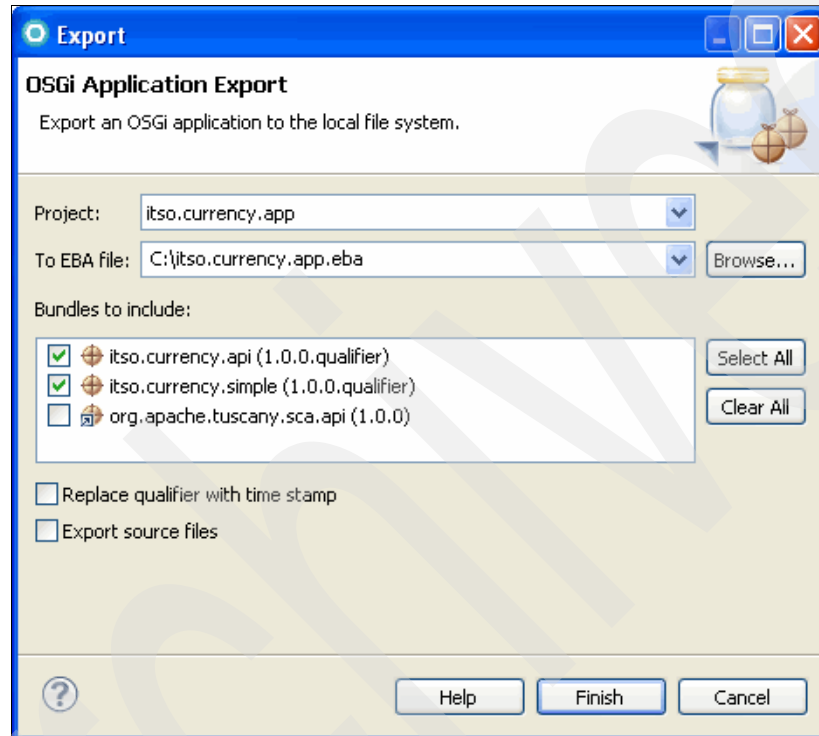 Export
OSGi Application Export
Export an OSGi application to the local file system.
Project: itso.currency.app
To EBA file: C:\itso.currency.app.eba Browse...
Bundles to include:
itso.currency.api (1.0.0.qualifier)
itso.currency.simple (1.0.0.qualifier)
org.apache.tuscany.sca.api (1.0.0)
Select All
Clear All
Replace qualifier with time stamp
Export source files
? Help Finish Cancel